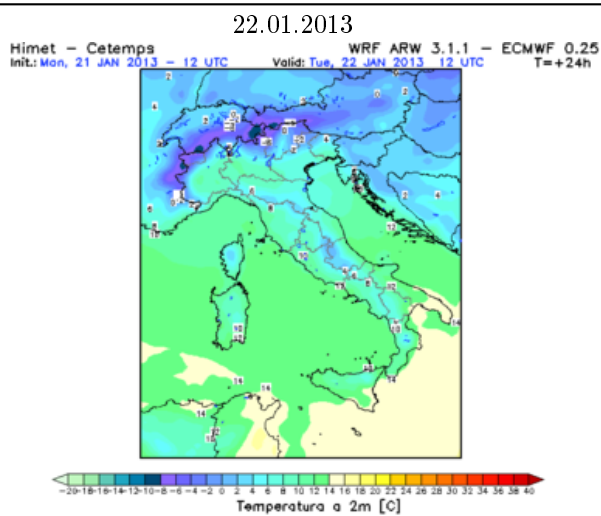 22.01.2013
Himet – Cetemps WRF ARW 3.1.1 – ECMWF 0.25
Init.: Mon, 21 JAN 2013 – 12 UTC Valid: Tue, 22 JAN 2013 12 UTC T=+24h
-20-18-16-14-12-10-8 -6 -4 -2 0 2 4 6 8 10 12 14 16 18 20 22 24 26 28 30 32 34 36 38 40
Temperatura a 2m [C]